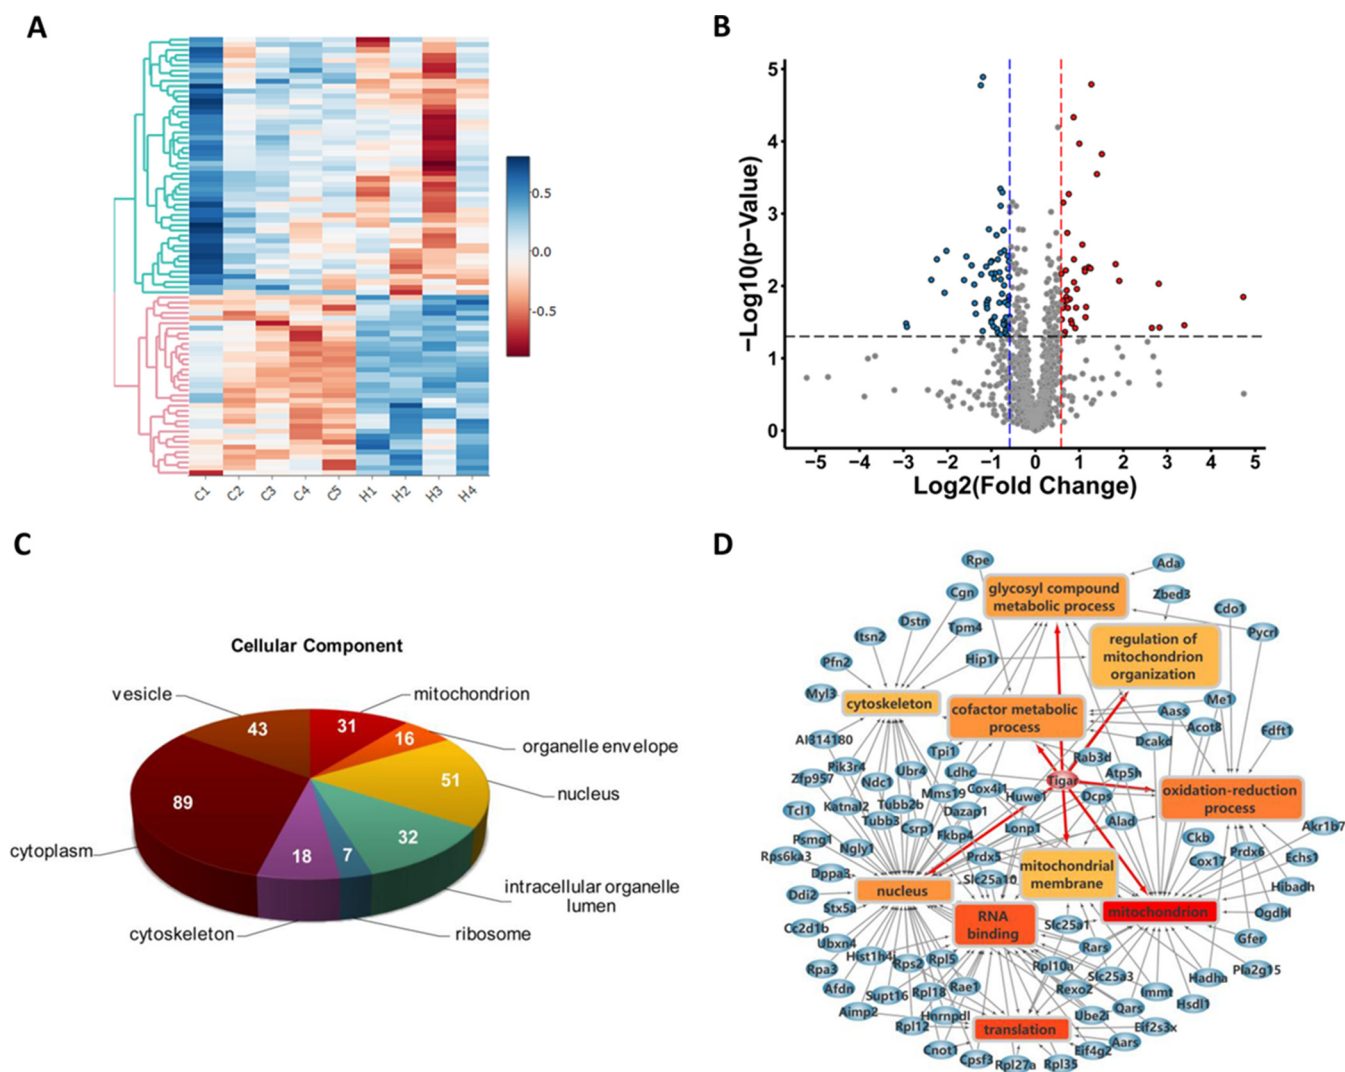 A
0.5
0.0
-0.5
C1 C2 C3 C4 C5 H1 H2 H3 H4
B
−Log10(p−Value)
5
4
3
2
1
0
−5 −4 −3 −2 −1 0 1 2 3 4 5
Log2(Fold Change)
C
Cellular Component
vesicle
mitochondrion
organelle envelope
nucleus
intracellular organelle
lumen
ribosome
cytoskeleton
cytoplasm
43
31
16
51
32
7
18
89
D
Rpe
Ada
glycosyl compound
metabolic process
Cgn
Zbed3
Cdo1
Dstn
Tpm4
Pycrl
Itsn2
regulation of
mitochondrion
organization
Pfn2
Hip1r
Myl3
cytoskeleton
cofactor metabolic
process
Me1
Aass
Acot8
Fdft1
AI314180
Tpi1
Dcakd
Rab3d
Pik3r4
Ubr4
Ldhc
Tigar
Atp5h
Zfp957
Ndc1
Mms19
Cox4i1
Huwe1
Dcps
oxidation-reduction
process
Tcl1
Katnal2
Tubb2b
Tubb3
Dazap1
Alad
Csrp1
Fkbp4
Lonp1
Akr1b7
Psmg1
Ngly1
Ckb
Prdx6
Rps6ka3
Prdx5
Cox17
Echs1
Dppa3
mitochondrial
membrane
Slc25a10
Hibadh
Ddi2
nucleus
Stx5a
RNA
binding
mitochondrion
Ogdhl
Cc2d1b
Slc25a1
Gfer
Ubxn4
Rars
Hist1h4i
Rps2
Rpl5
Rpl10a
Slc25a3
Pla2g15
Rpa3
Hadha
Afdn
Supt16
Rpl18
Rae1
Rexo2
Immt
Hsdl1
Aimp2
Hnrnpdl
Qars
Rpl12
translation
Ube2i
Eif2s3x
Cnot1
Aars
Eif4g2
Cpsf3
Rpl27a
Rpl35